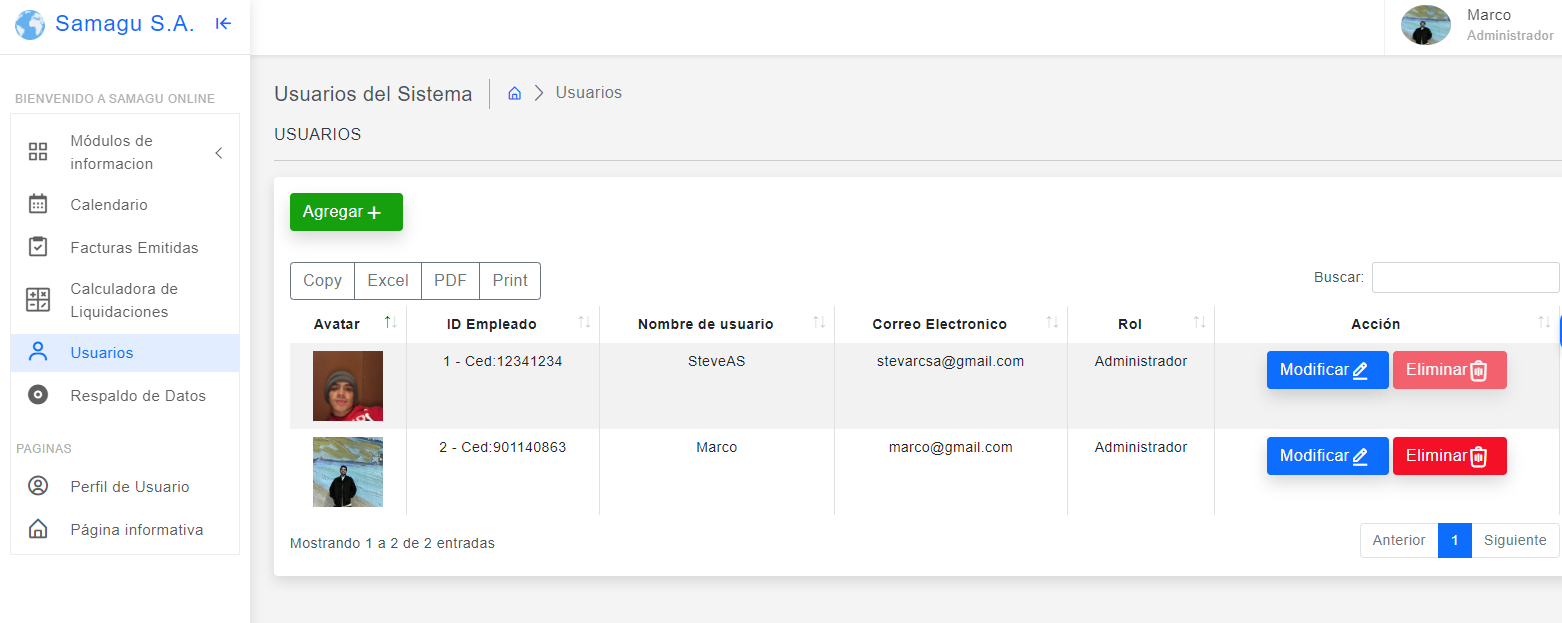 Samagu S.A.
Marco
Administrador
BIENVENIDO A SAMAGU ONLINE
Módulos de
informacion
Calendario
Facturas Emitidas
Calculadora de
Liquidaciones
Usuarios
Respaldo de Datos
PAGINAS
Perfil de Usuario
Página informativa
Usuarios del Sistema
Usuarios
USUARIOS
Agregar
Copy Excel PDF Print
Buscar:
Avatar ID Empleado Nombre de usuario Correo Electronico Rol Acción
1 - Ced:12341234 SteveAS stevarcsa@gmail.com Administrador Modificar Eliminar
2 - Ced:901140863 Marco marco@gmail.com Administrador Modificar Eliminar
Mostrando 1 a 2 de 2 entradas
Anterior 1 Siguiente